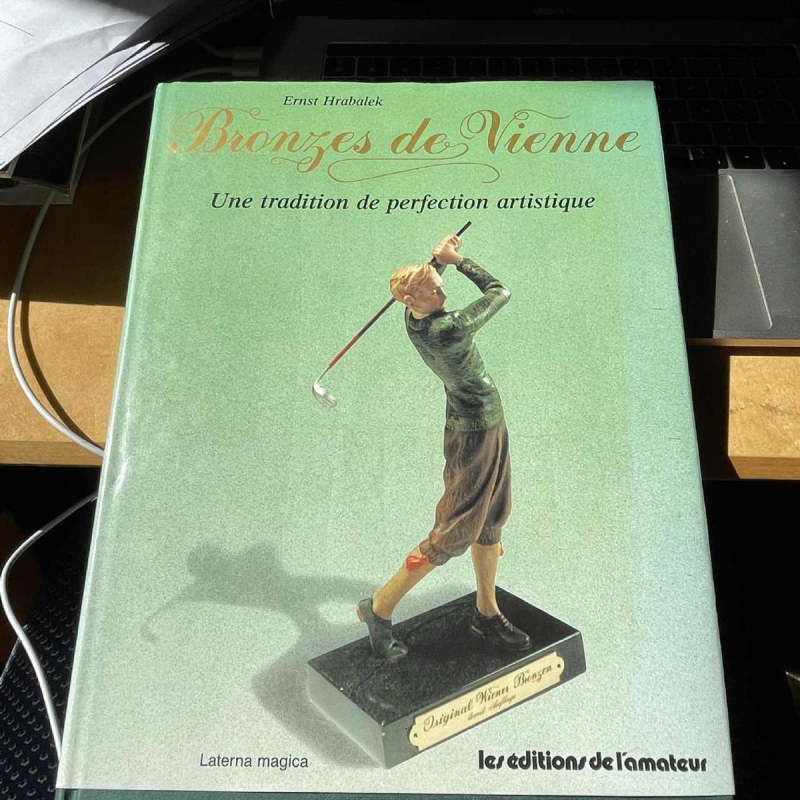 Ernst Hrabalek
Bronzes de Vienne
Une tradition de perfection artistique
Original Wiener Bronzen
Laterna magica
les éditions de l'amateur